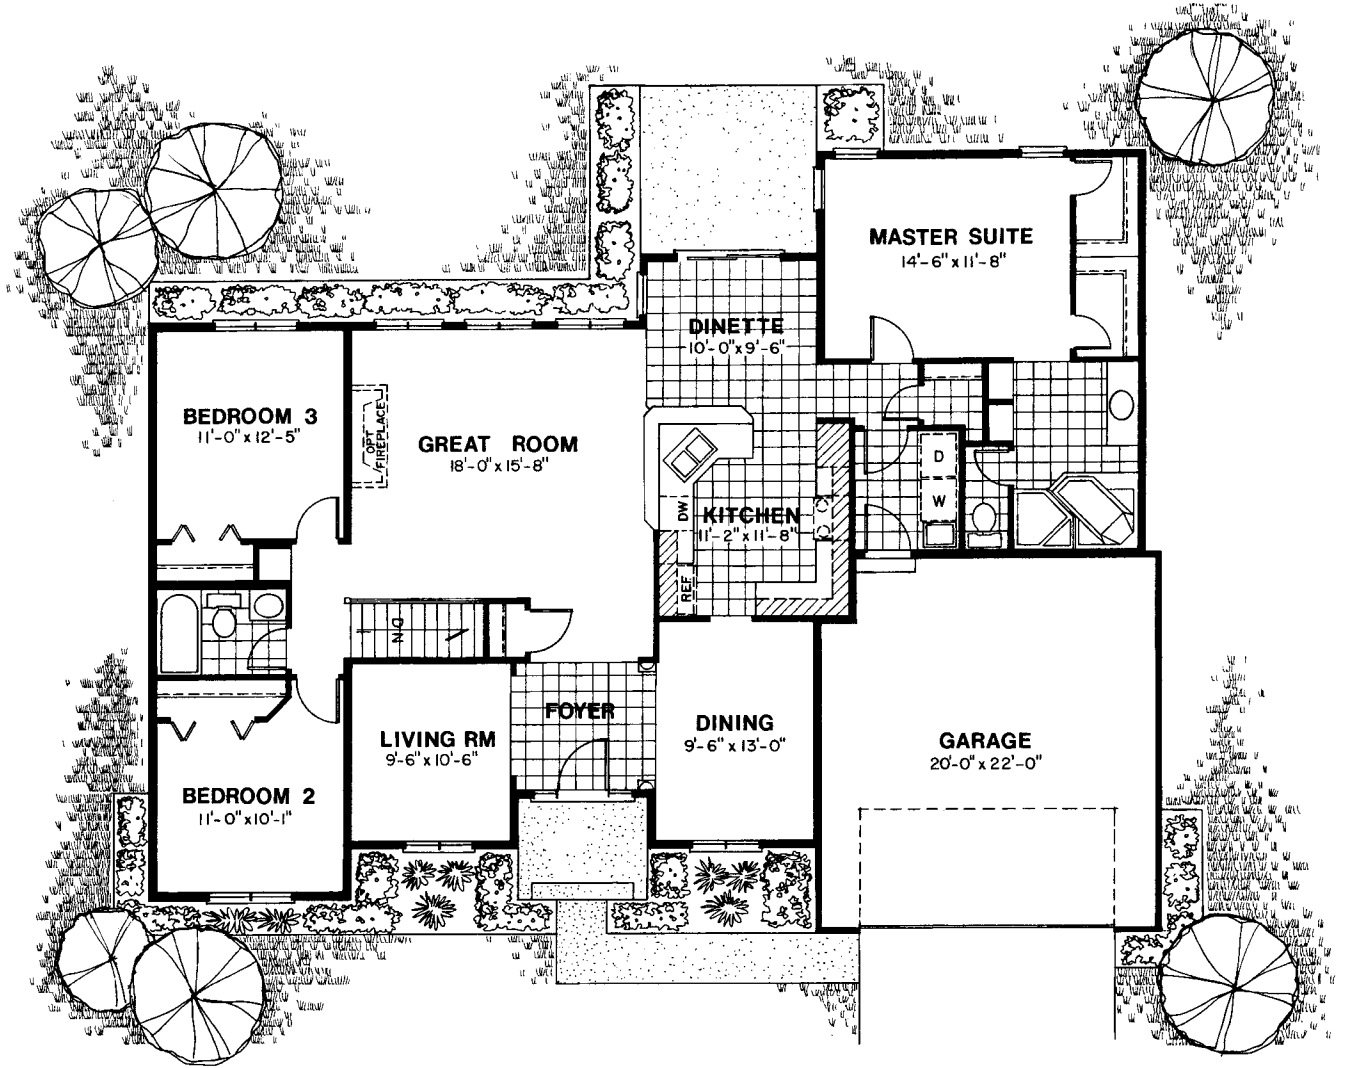 MASTER SUITE
14'-6" x 11'-8"
DINETTE
10'-0" x 9'-6"
BEDROOM 3
11'-0" x 12'-5"
OPT
FIREPLACE
GREAT ROOM
18'-0" x 15'-8"
D
W
DW
KITCHEN
11'-2" x 11'-8"
REF
DN
FOYER
LIVING RM
9'-6" x 10'-6"
DINING
9'-6" x 13'-0"
GARAGE
20'-0" x 22'-0"
BEDROOM 2
11'-0" x 10'-1"